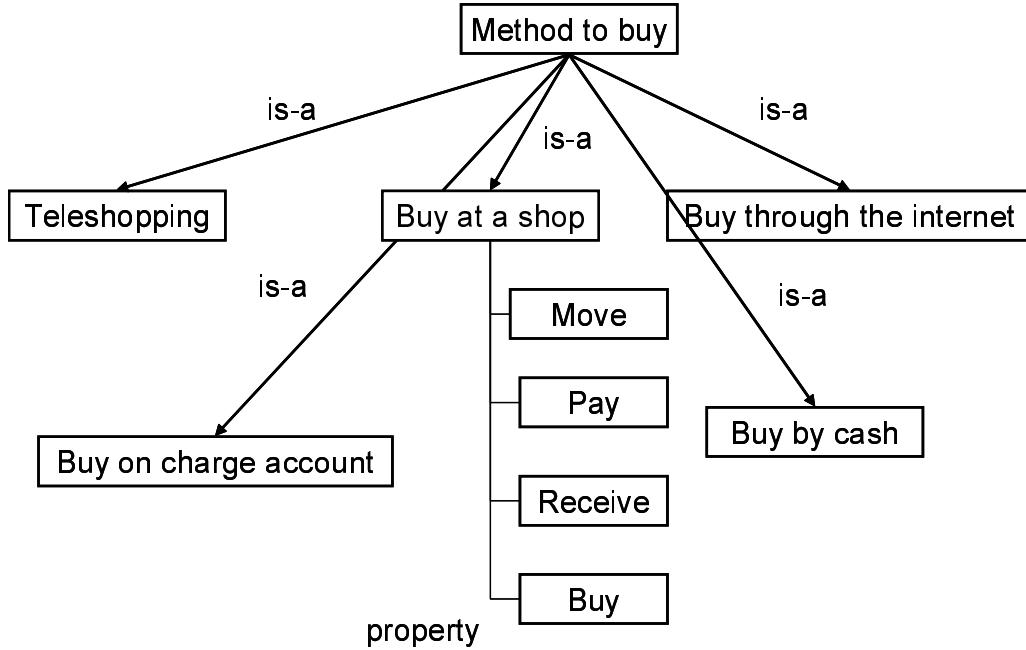 Method to buy
is-a
is-a
is-a
Teleshopping
Buy at a shop
Buy through the internet
is-a
is-a
Move
Pay
Buy by cash
Buy on charge account
Receive
Buy
property